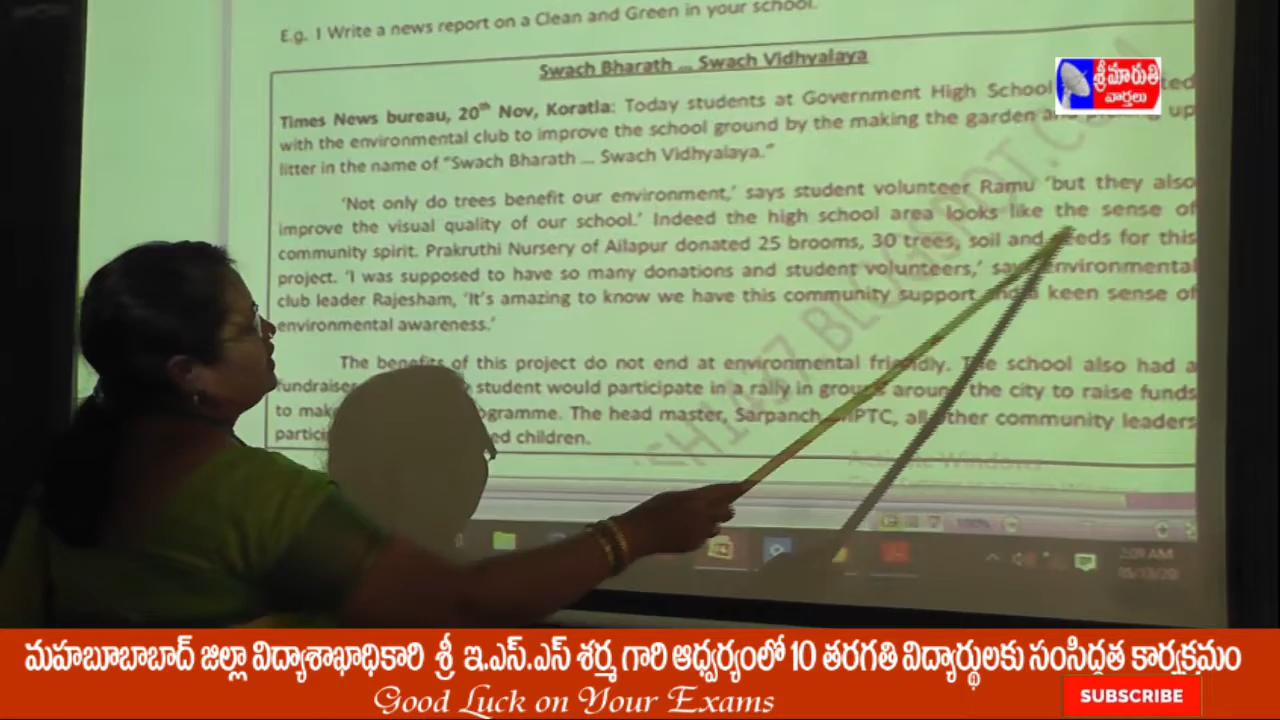 E.g. I Write a news report on a Clean and Green in your school.
Swach Bharath ... Swach Vidhyalaya
శ్రీమారుతి
వార్తలు
Times News bureau, 20th Nov, Koratla: Today students at Government High School
with the environmental club to improve the school ground by the making the garden up
litter in the name of "Swach Bharath ... Swach Vidhyalaya."
'Not only do trees benefit our environment,' says student volunteer Ramu 'but they also
improve the visual quality of our school.' Indeed the high school area looks like the sense of
community spirit. Prakruthi Nursery of Ailapur donated 25 brooms, 30 trees, soil and for this
project. 'I was supposed to have so many donations and student volunteers,' environmental
club leader Rajesham, 'It's amazing to know we have this community support keen sense of
environmental awareness.'
The benefits of this project do not end at environmental friendly. The school also had a
fundraiser student would participate in a rally in groups around the city to raise funds
to The head master, Sarpanch other community leaders
children.
2:09 AM
మహబూబాబాద్ జిల్లా విద్యాశాఖాధికారి శ్రీ ఇ.ఎస్.ఎస్ శర్మ గారి ఆధ్వర్యంలో 10 తరగతి విద్యార్థులకు సంసిద్ధత కార్యక్రమం
Good Luck on Your Exams
SUBSCRIBE